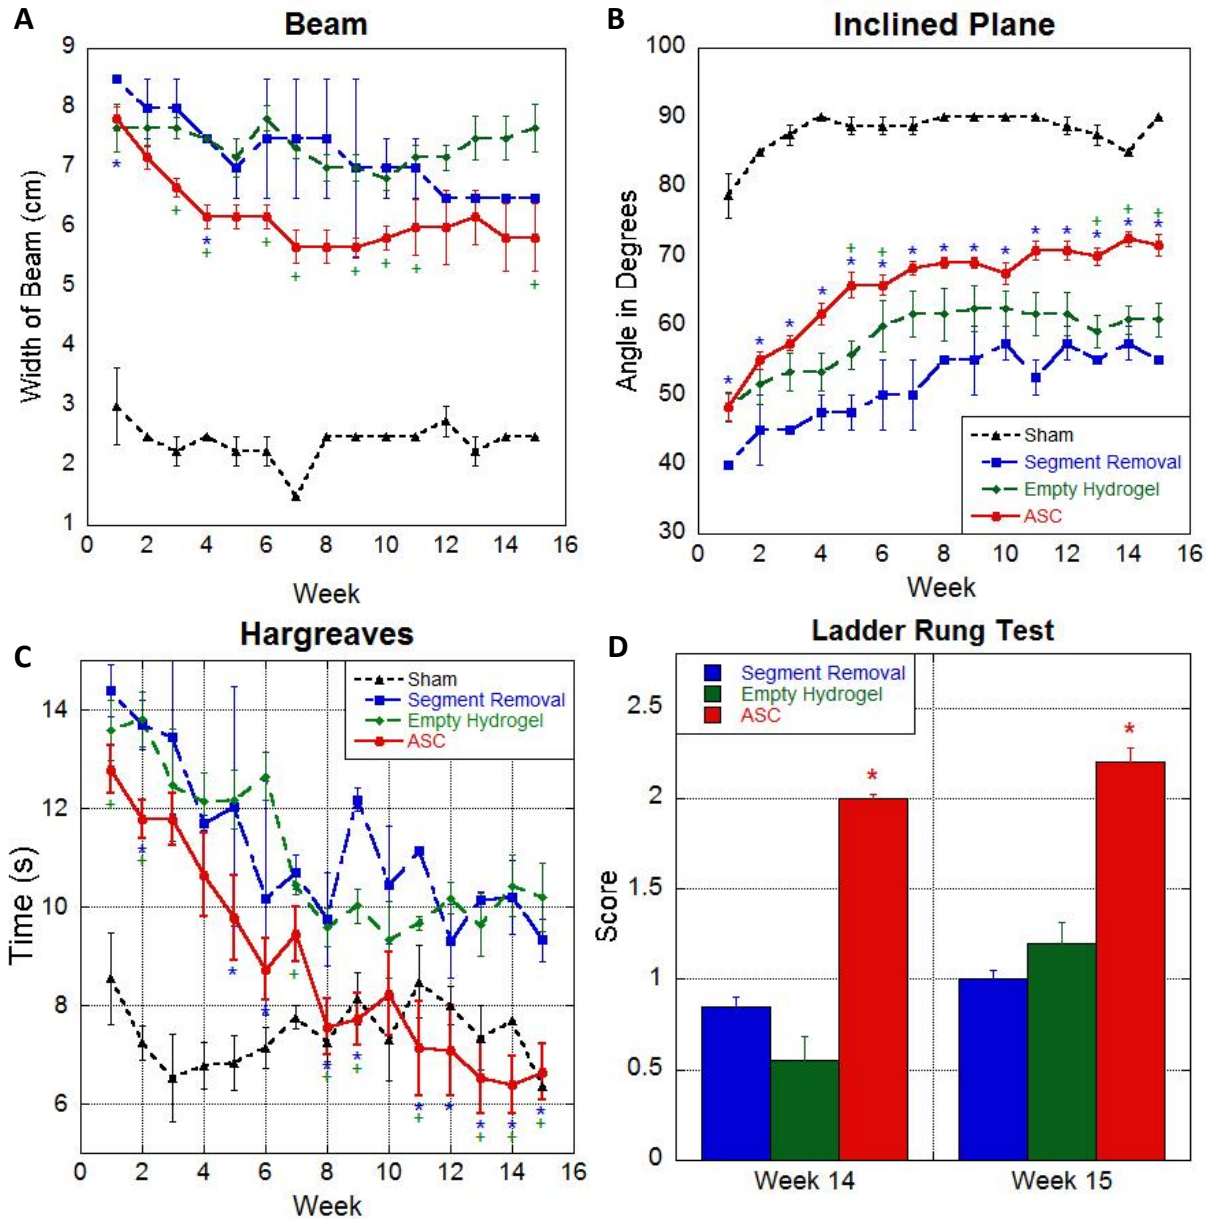 A
Beam
9
8
7
6
5
4
3
2
1
0 2 4 6 8 10 12 14 16
Width of Beam (cm)
Week
*
+
*
+
+
+
+
+
+
+
B
Inclined Plane
100
90
80
70
60
50
40
30
0 2 4 6 8 10 12 14 16
Angle in Degrees
Week
* * * * * * * * * * * * * * *
+ + + + +
Sham
Segment Removal
Empty Hydrogel
ASC
C
Hargreaves
14
12
10
8
6
0 2 4 6 8 10 12 14 16
Time (s)
Week
Sham
Segment Removal
Empty Hydrogel
ASC
+
*
+
*
*
+
*
+
*
+
*
+
*
*
+
*
+
*
+
D
Ladder Rung Test
Segment Removal
Empty Hydrogel
ASC
2.5
2
1.5
1
0.5
0
Score
*
*
Week 14 Week 15